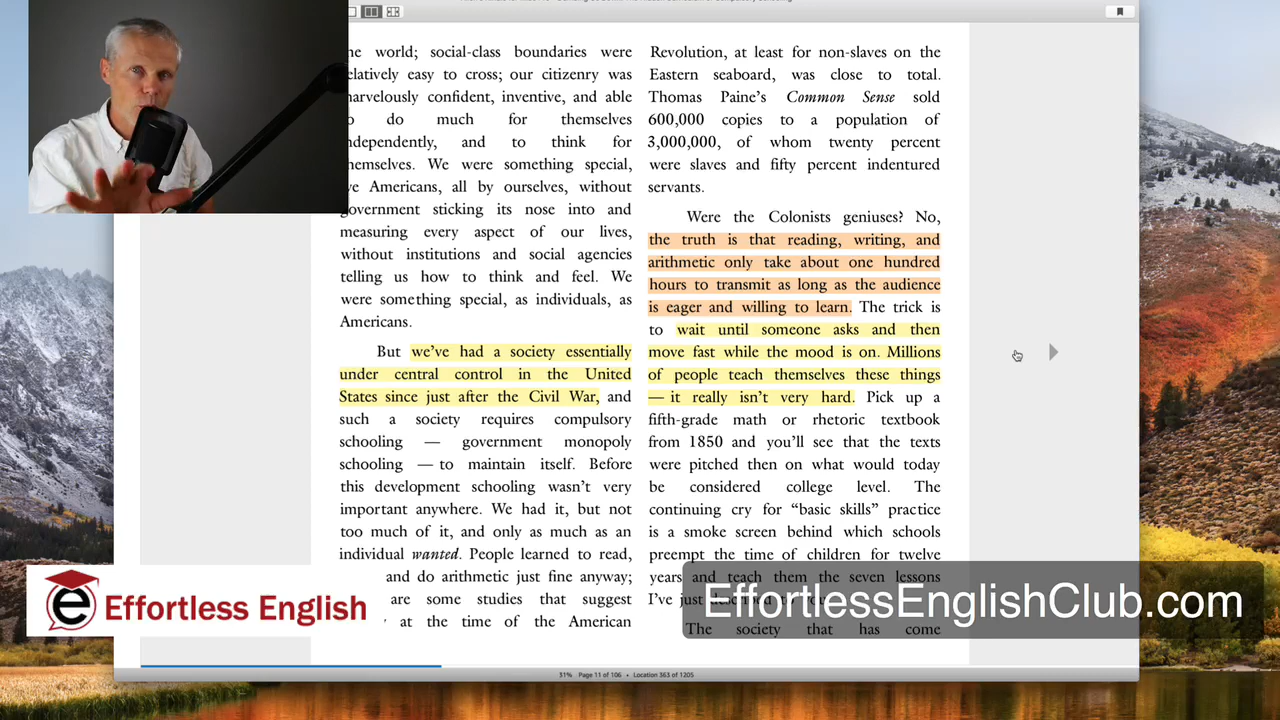 he world; social-class boundaries were
relatively easy to cross; our citizenry was
marvelously confident, inventive, and able
do much for themselves
independently, and to think for
themselves. We were something special,
we Americans, all by ourselves, without
government sticking its nose into and
measuring every aspect of our lives,
without institutions and social agencies
telling us how to think and feel. We
were something special, as individuals, as
Americans.
But we’ve had a society essentially
under central control in the United
States since just after the Civil War, and
such a society requires compulsory
schooling — government monopoly
schooling — to maintain itself. Before
this development schooling wasn’t very
important anywhere. We had it, but not
too much of it, and only as much as an
individual wanted. People learned to read,
and do arithmetic just fine anyway;
are some studies that suggest
at the time of the American
Revolution, at least for non-slaves on the
Eastern seaboard, was close to total.
Thomas Paine’s Common Sense sold
600,000 copies to a population of
3,000,000, of whom twenty percent
were slaves and fifty percent indentured
servants.
Were the Colonists geniuses? No,
the truth is that reading, writing, and
arithmetic only take about one hundred
hours to transmit as long as the audience
is eager and willing to learn. The trick is
to wait until someone asks and then
move fast while the mood is on. Millions
of people teach themselves these things
— it really isn’t very hard. Pick up a
fifth-grade math or rhetoric textbook
from 1850 and you’ll see that the texts
were pitched then on what would today
be considered college level. The
continuing cry for “basic skills” practice
is a smoke screen behind which schools
preempt the time of children for twelve
years and teach them the seven lessons
I’ve just
The society that has come
e Effortless English
EffortlessEnglishClub.com
31% Page 11 of 106 • Location 363 of 1205